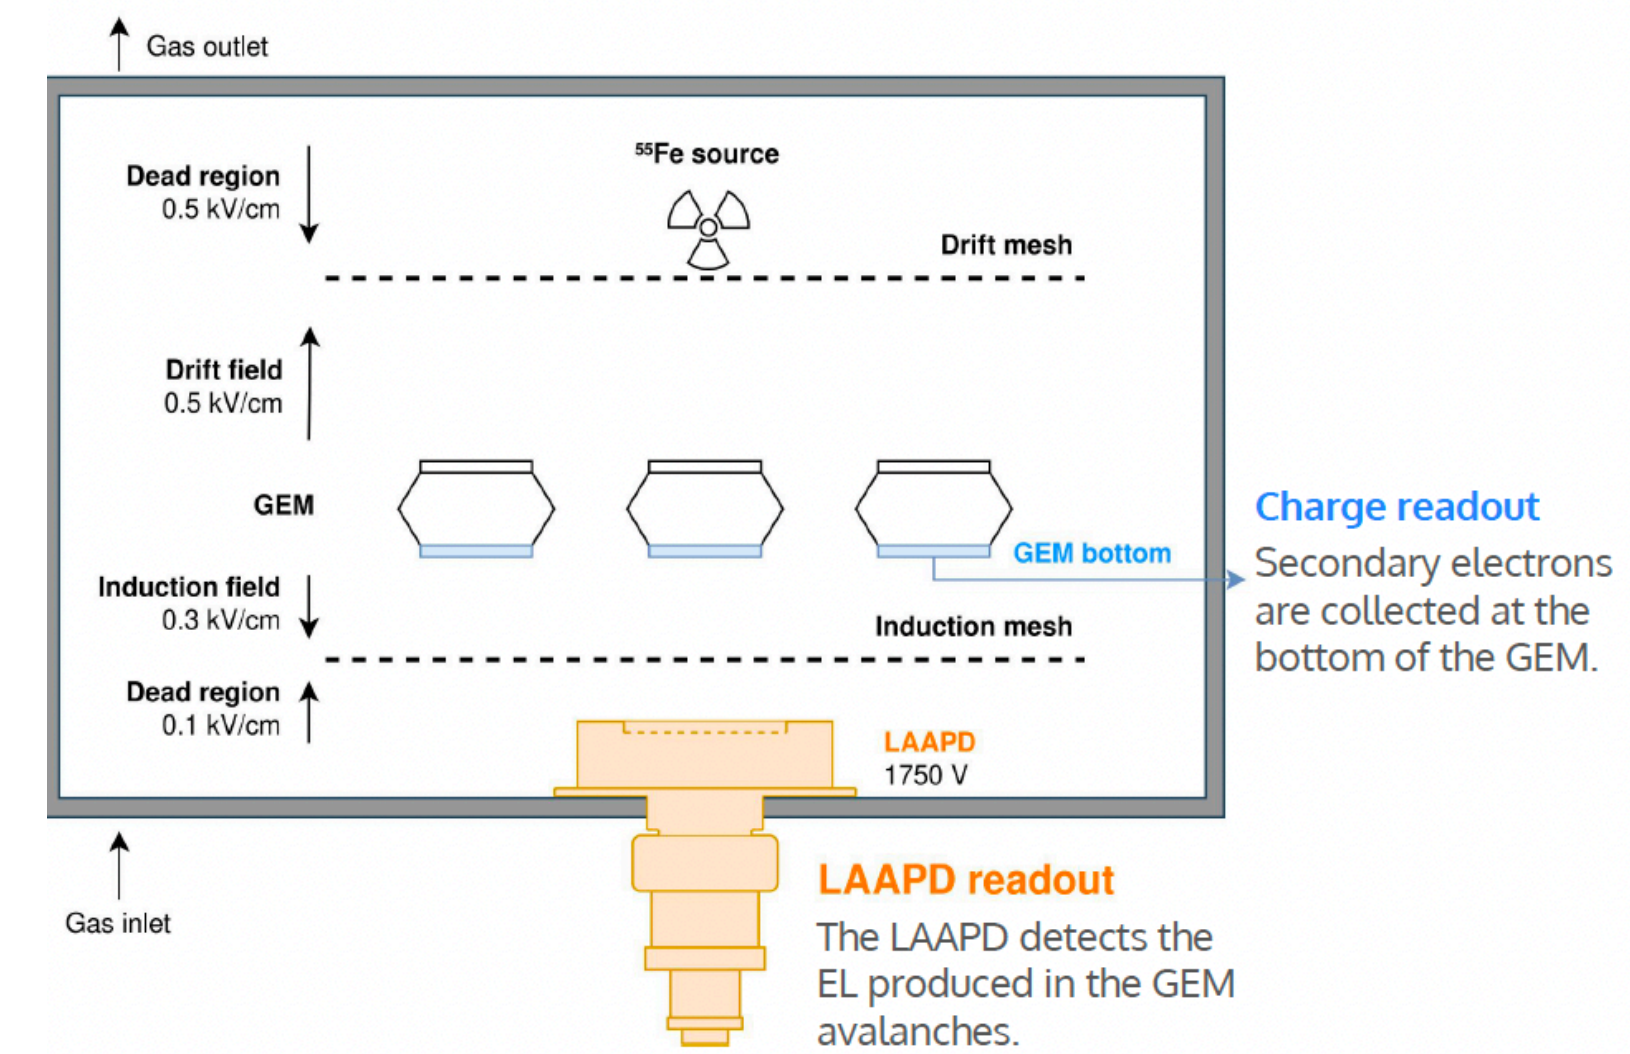 Gas outlet
Dead region
0.5 kV/cm
⁵⁵Fe source
Drift mesh
Drift field
0.5 kV/cm
GEM
GEM bottom
Charge readout
Secondary electrons
are collected at the
bottom of the GEM.
Induction field
0.3 kV/cm
Induction mesh
Dead region
0.1 kV/cm
LAAPD
1750 V
Gas inlet
LAAPD readout
The LAAPD detects the
EL produced in the GEM
avalanches.